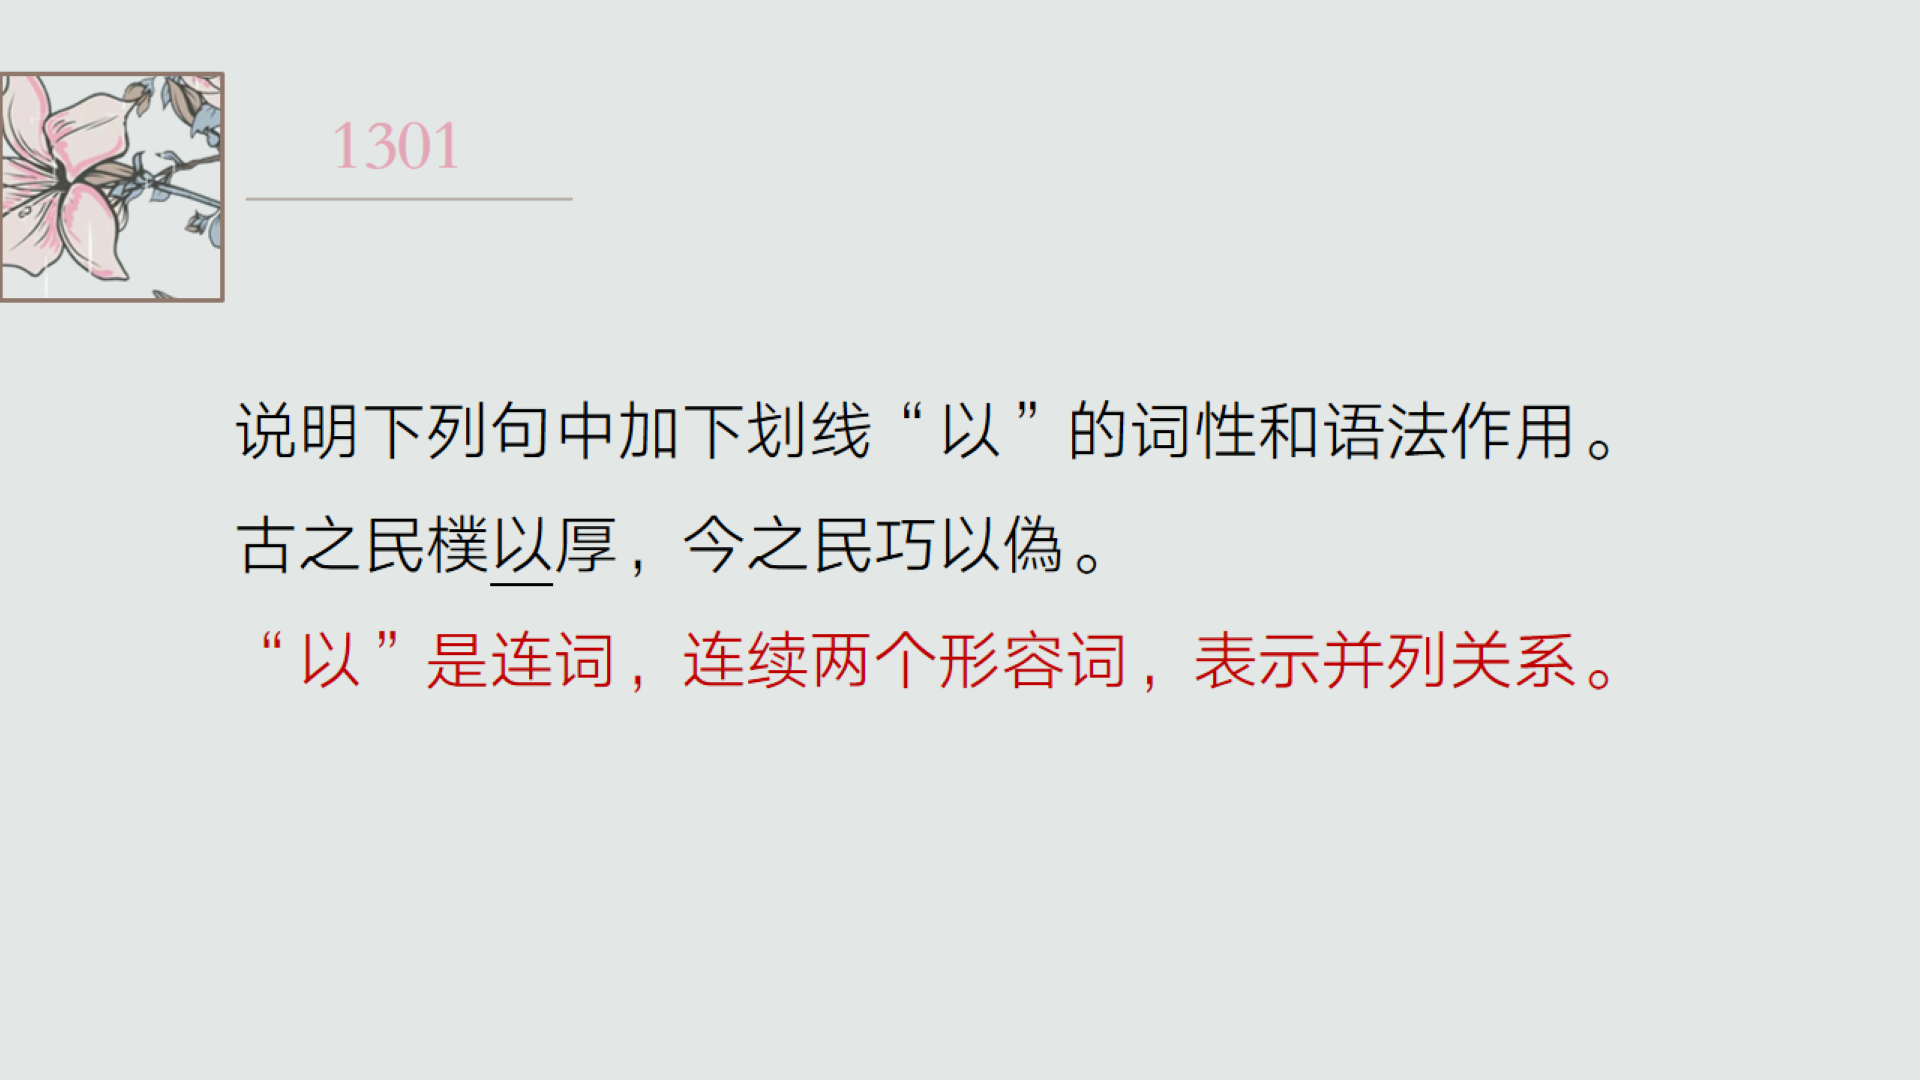 1301
说明下列句中加下划线“以”的词性和语法作用。
古之民樸以厚，今之民巧以偽。
“以”是连词，连续两个形容词，表示并列关系。